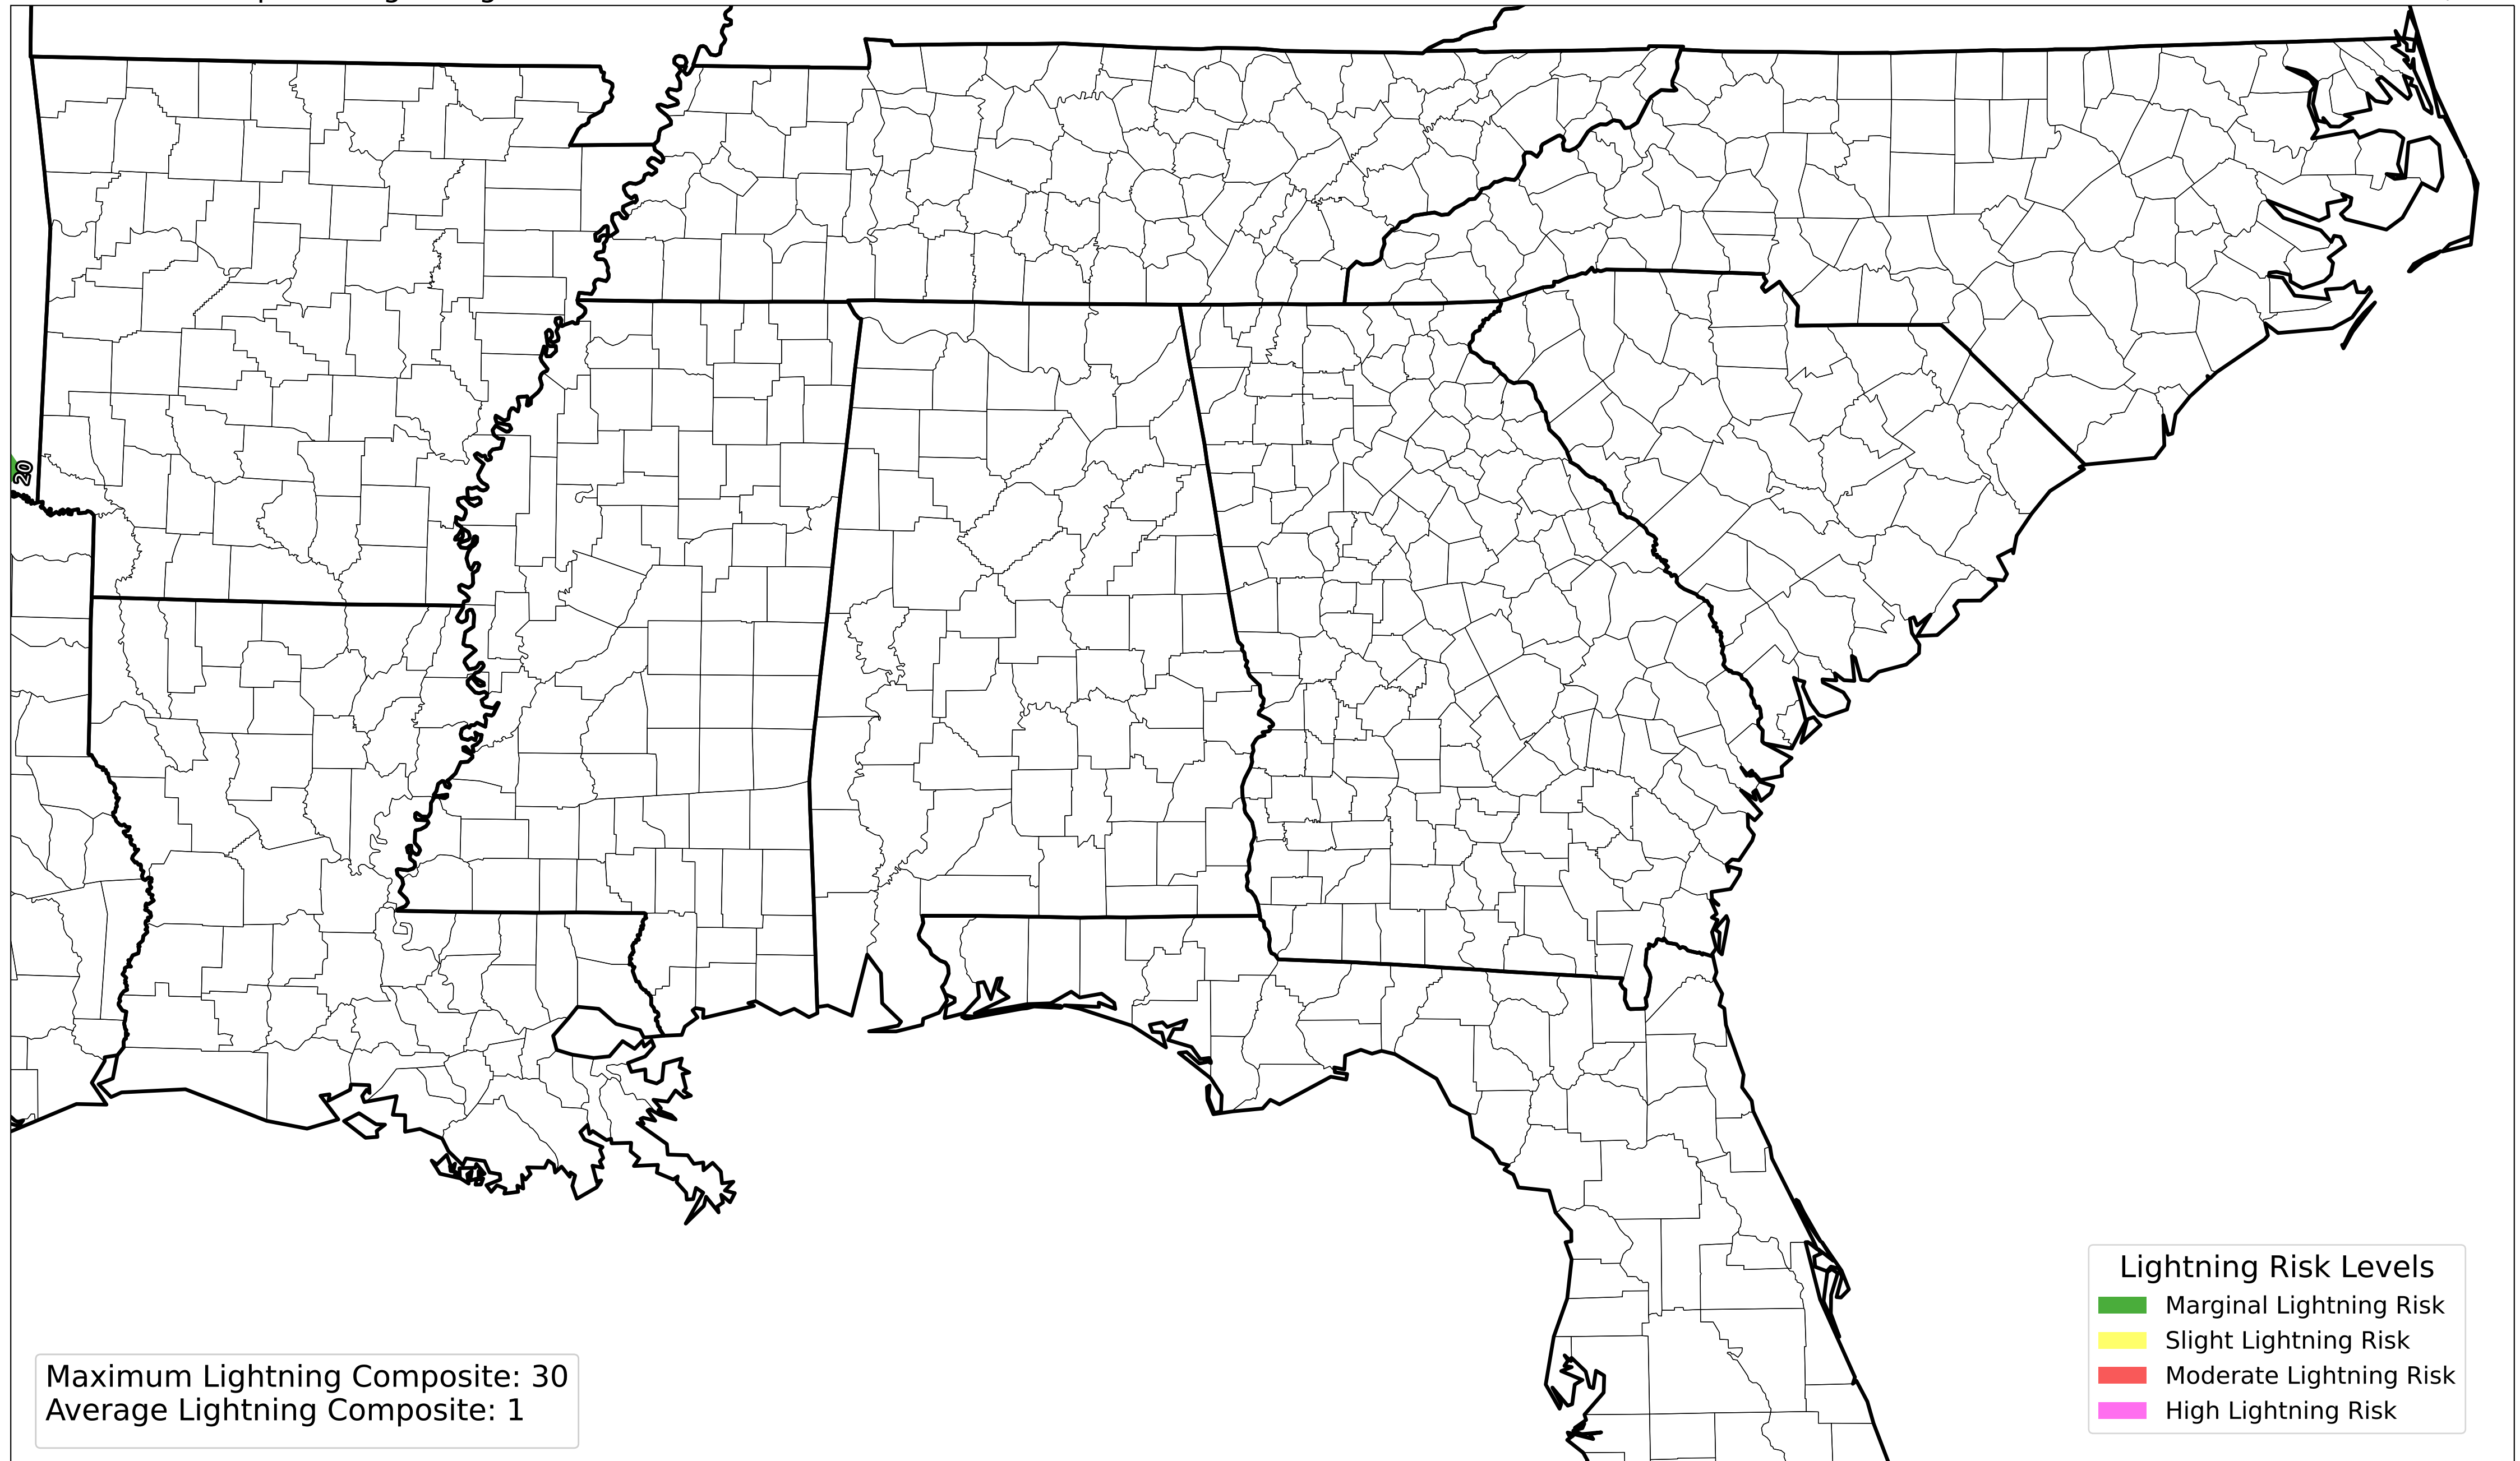 20
Lightning Risk Levels
Marginal Lightning Risk
Slight Lightning Risk
Moderate Lightning Risk
High Lightning Risk
Maximum Lightning Composite: 30
Average Lightning Composite: 1